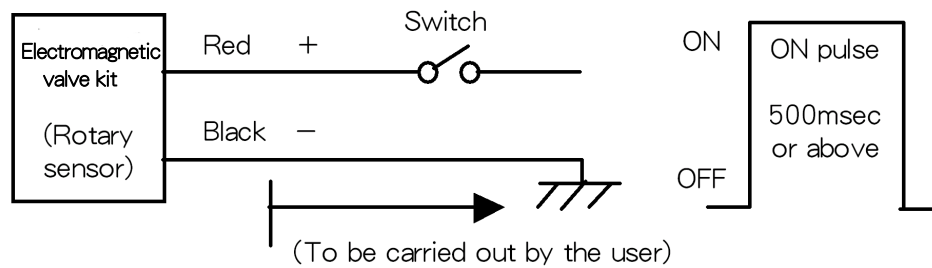 Switch
Electromagnetic
valve kit
Red +
(Rotary
sensor)
Black −
(To be carried out by the user)
ON
ON pulse
500msec
or above
OFF